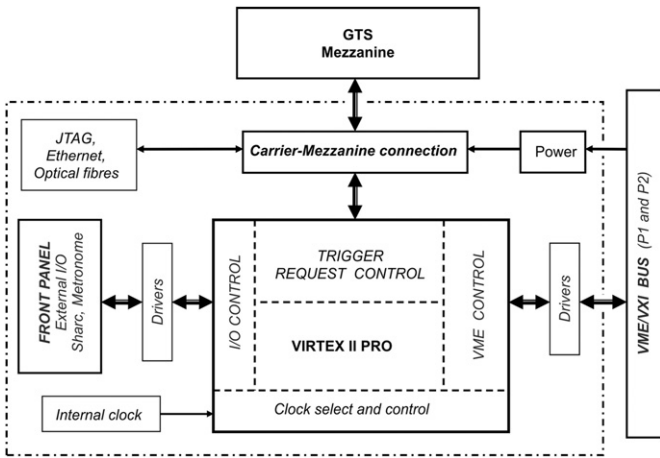 GTS
Mezzanine
JTAG,
Ethernet,
Optical fibres
Carrier-Mezzanine connection
Power
VME/VXI BUS (P1 and P2)
FRONT PANEL
External I/O
Sharc, Metronome
Drivers
I/O CONTROL
TRIGGER
REQUEST CONTROL
VIRTEX II PRO
VME CONTROL
Drivers
Internal clock
Clock select and control